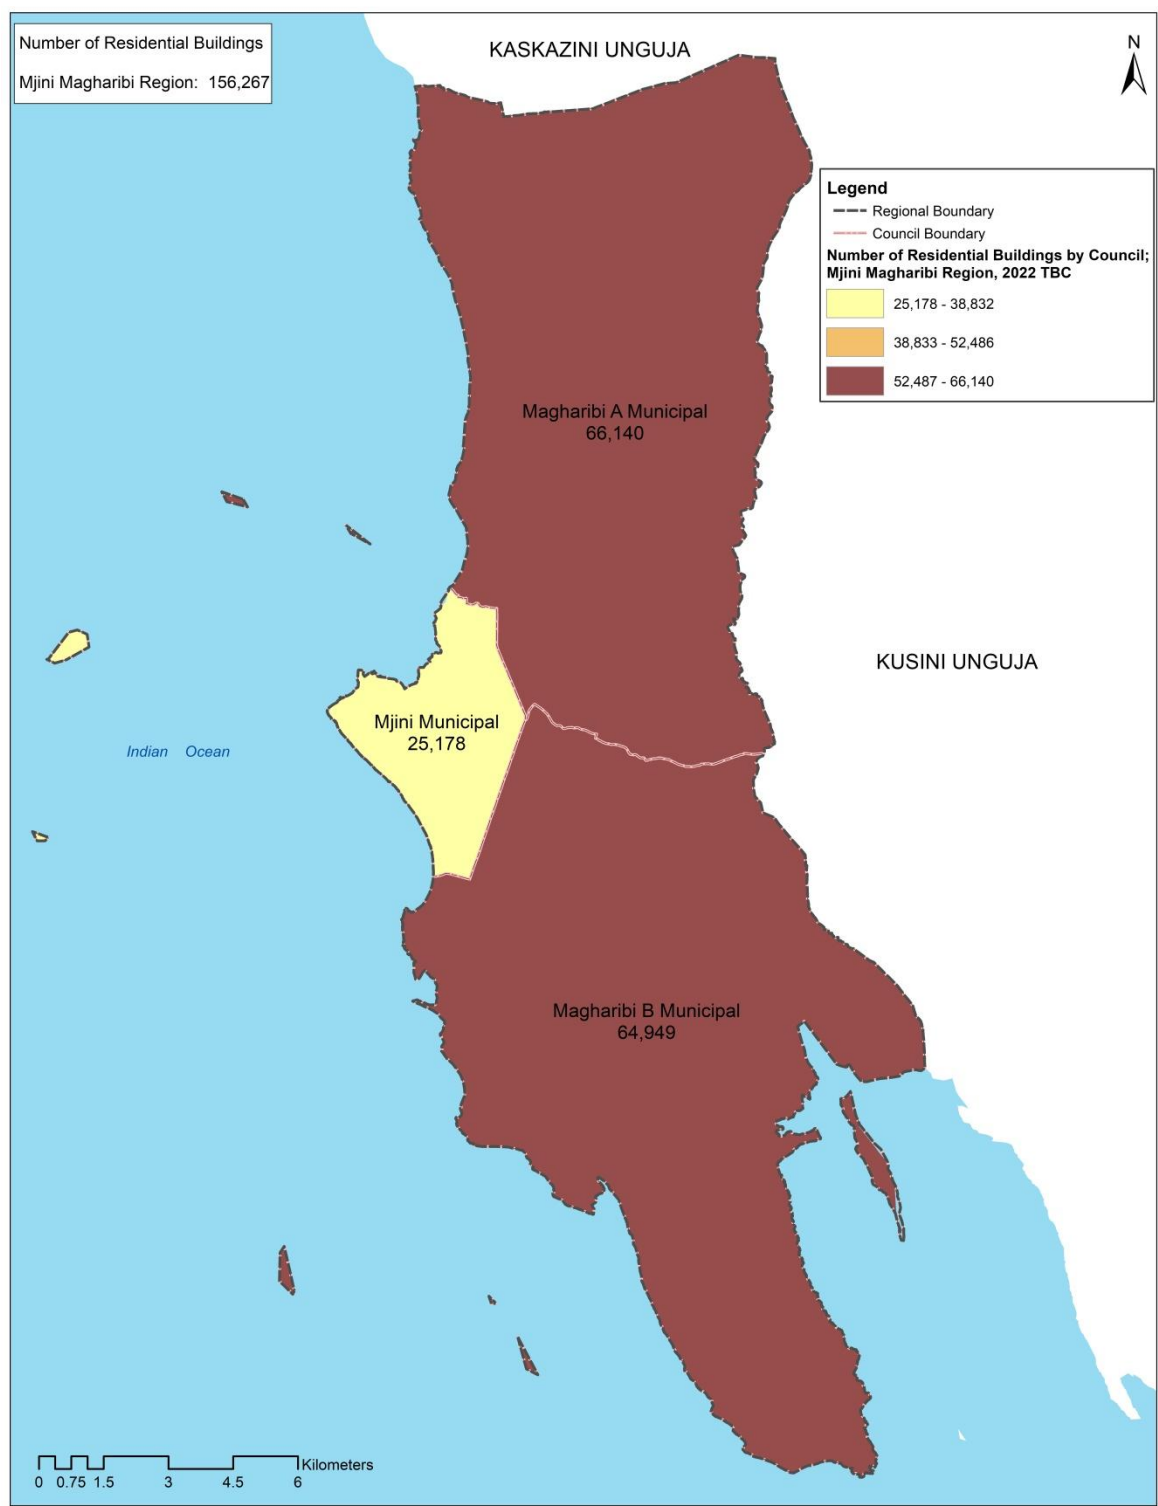 Number of Residential Buildings
Mjini Magharibi Region: 156,267
KASKAZINI UNGUJA
N
Legend
Regional Boundary
Council Boundary
Number of Residential Buildings by Council;
Mjini Magharibi Region, 2022 TBC
25,178 - 38,832
38,833 - 52,486
52,487 - 66,140
Magharibi A Municipal
66,140
KUSINI UNGUJA
Mjini Municipal
25,178
Indian Ocean
Magharibi B Municipal
64,949
Kilometers
0 0.75 1.5 3 4.5 6